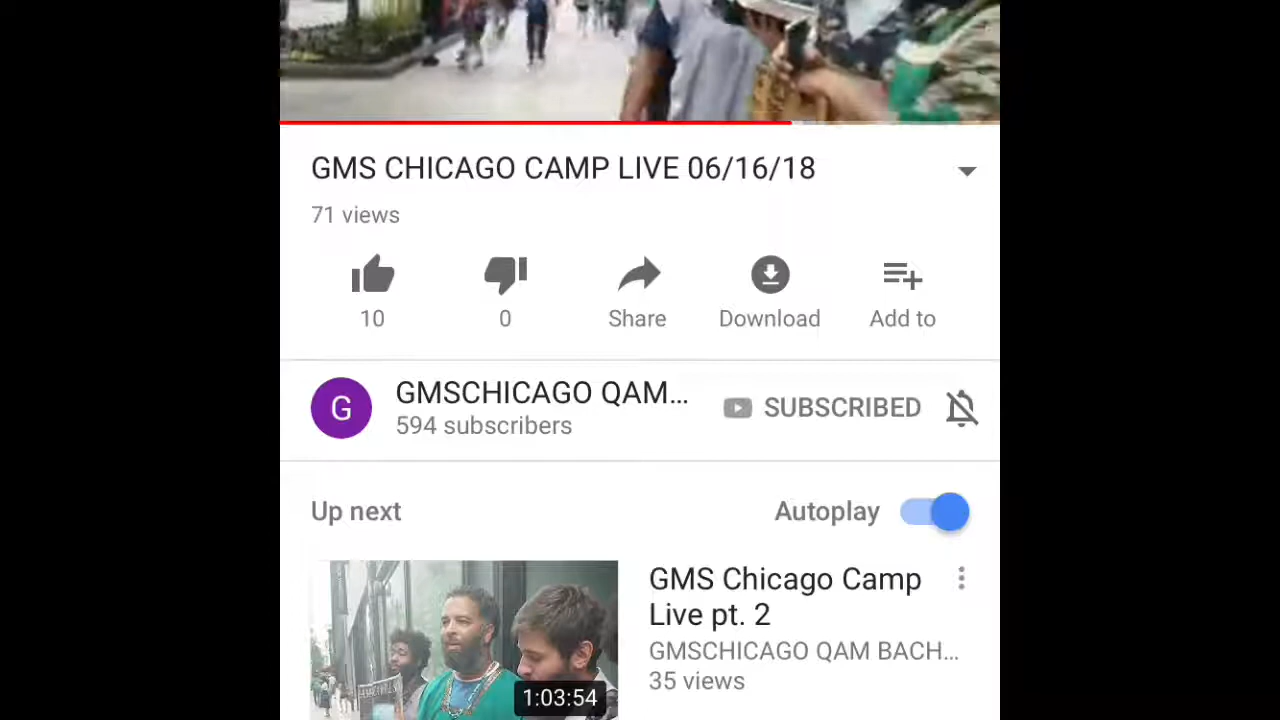 GMS CHICAGO CAMP LIVE 06/16/18
71 views
10
0
Share
Download
Add to
G
GMSCHICAGO QAM...
594 subscribers
SUBSCRIBED
Up next
Autoplay
GMS Chicago Camp
Live pt. 2
GMSCHICAGO QAM BACH...
35 views
1:03:54